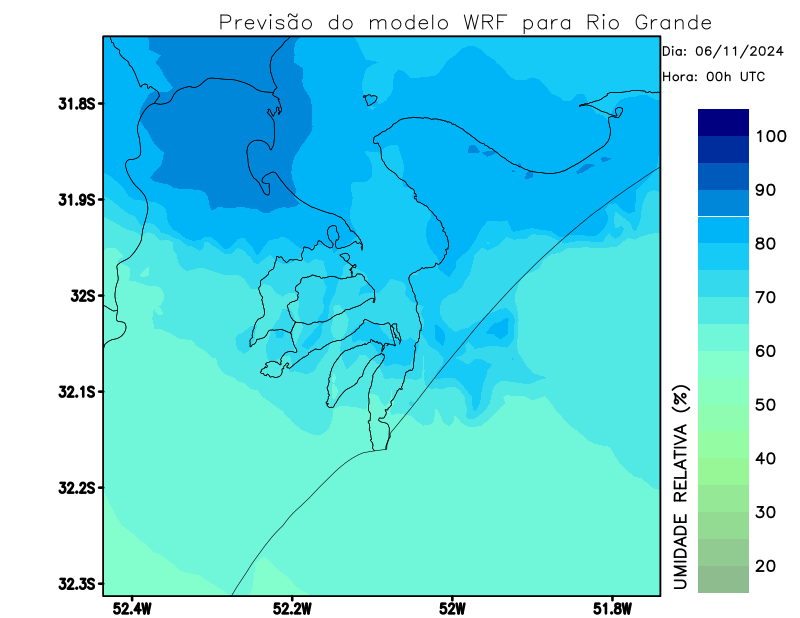 Previsão do modelo WRF para Rio Grande
Dia: 06/11/2024
Hora: 00h UTC
31.8S
31.9S
32S
32.1S
32.2S
32.3S
52.4W
52.2W
52W
51.8W
UMIDADE RELATIVA (%)
100
90
80
70
60
50
40
30
20